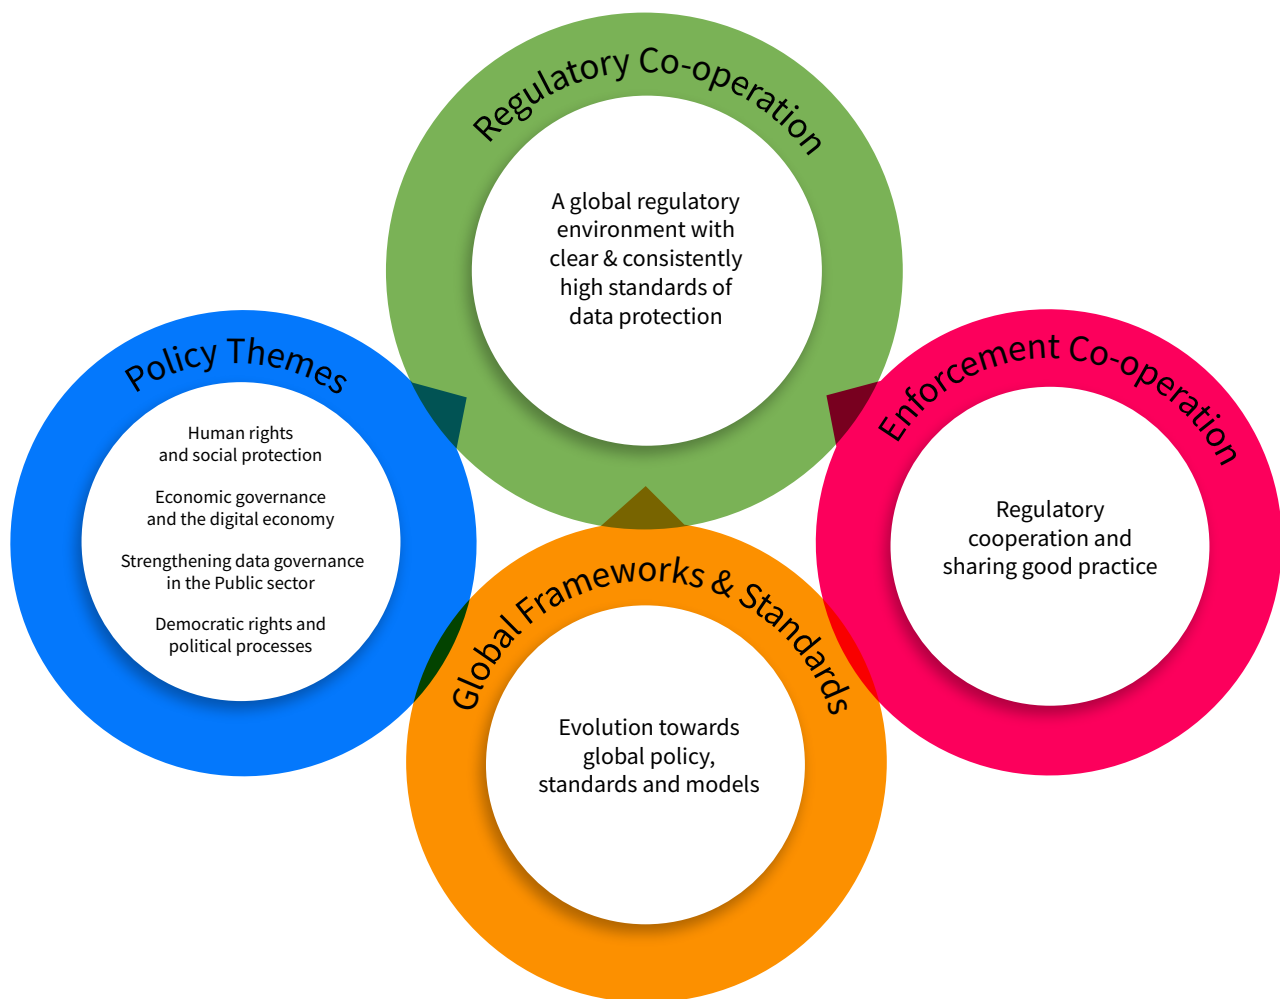 Regulatory Co-operation
A global regulatory
environment with
clear & consistently
high standards of
data protection
Policy Themes
Human rights
and social protection
Economic governance
and the digital economy
Strengthening data governance
in the Public sector
Democratic rights and
political processes
Enforcement Co-operation
Regulatory
cooperation and
sharing good practice
Global Frameworks & Standards
Evolution towards
global policy,
standards and models